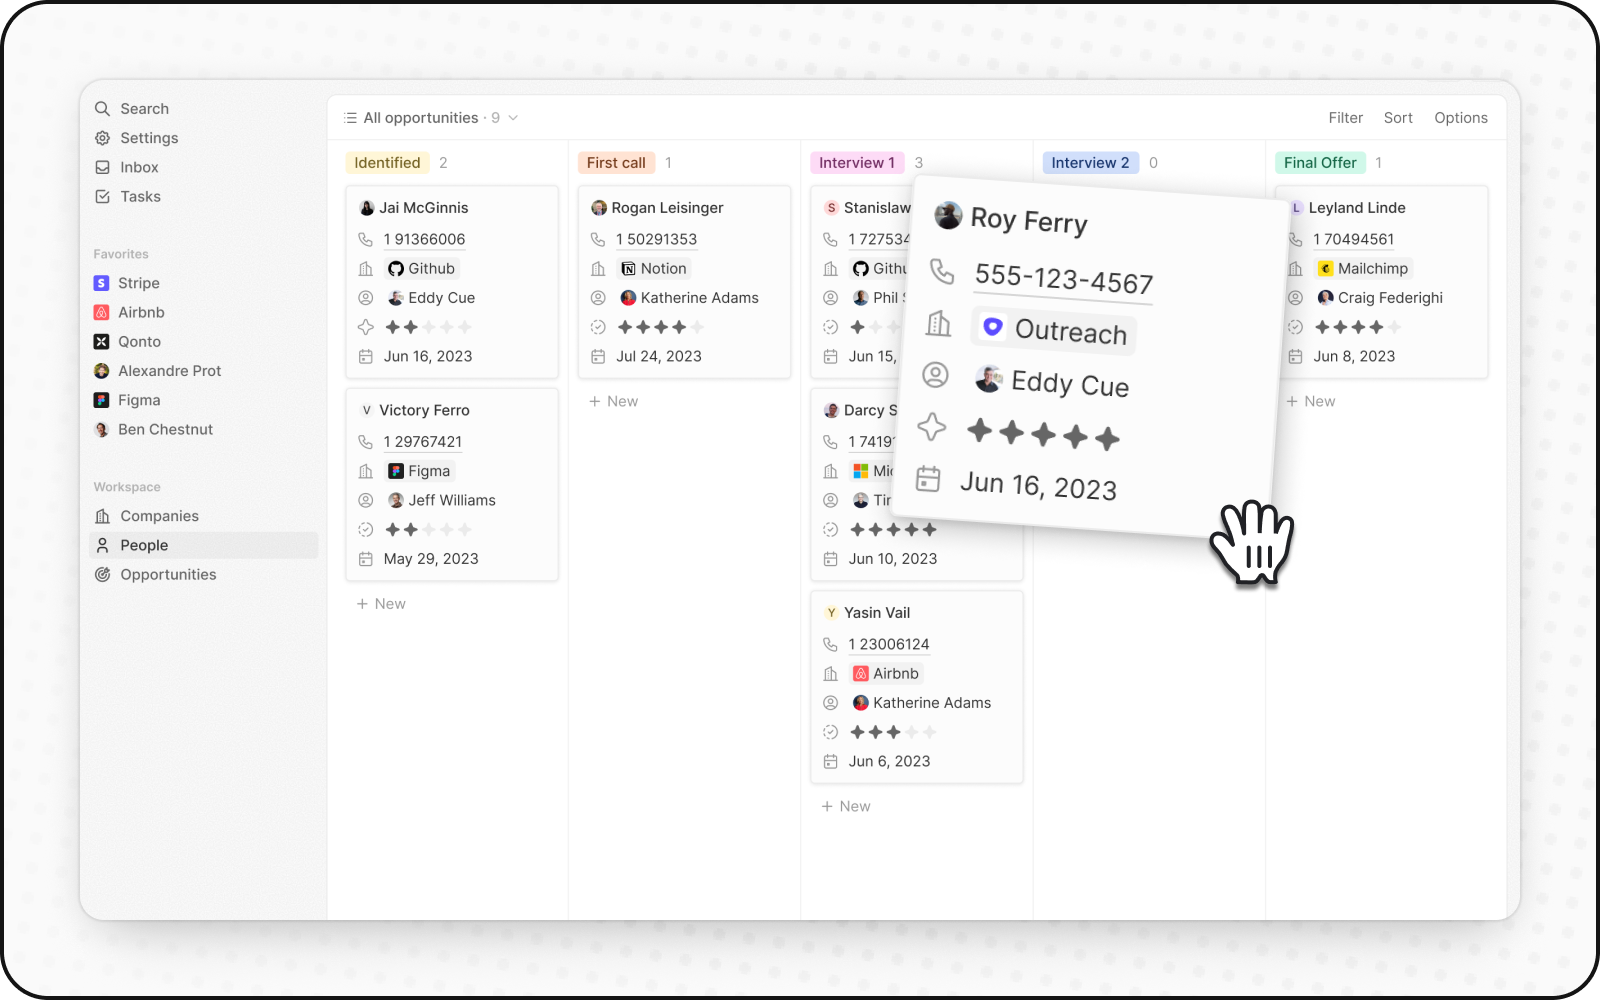 Search
Settings
Inbox
Tasks
Favorites
Stripe
Airbnb
Qonto
Alexandre Prot
Figma
Ben Chestnut
Workspace
Companies
People
Opportunities
All opportunities · 9
Filter Sort Options
Identified 2
Jai McGinnis
1 91366006
Github
Eddy Cue
Jun 16, 2023
V Victory Ferro
1 29767421
Figma
Jeff Williams
May 29, 2023
+ New
First call 1
Rogan Leisinger
1 50291353
Notion
Katherine Adams
Jul 24, 2023
+ New
Interview 1 3
S Stanislaw
1 72753
Phil
Jun 15,
Darcy S
1 7419
Jun 10, 2023
Y Yasin Vail
1 23006124
Airbnb
Katherine Adams
Jun 6, 2023
+ New
Interview 2 0
Roy Ferry
555-123-4567
Outreach
Eddy Cue
Jun 16, 2023
Final Offer 1
L Leyland Linde
1 70494561
Mailchimp
Craig Federighi
Jun 8, 2023
+ New